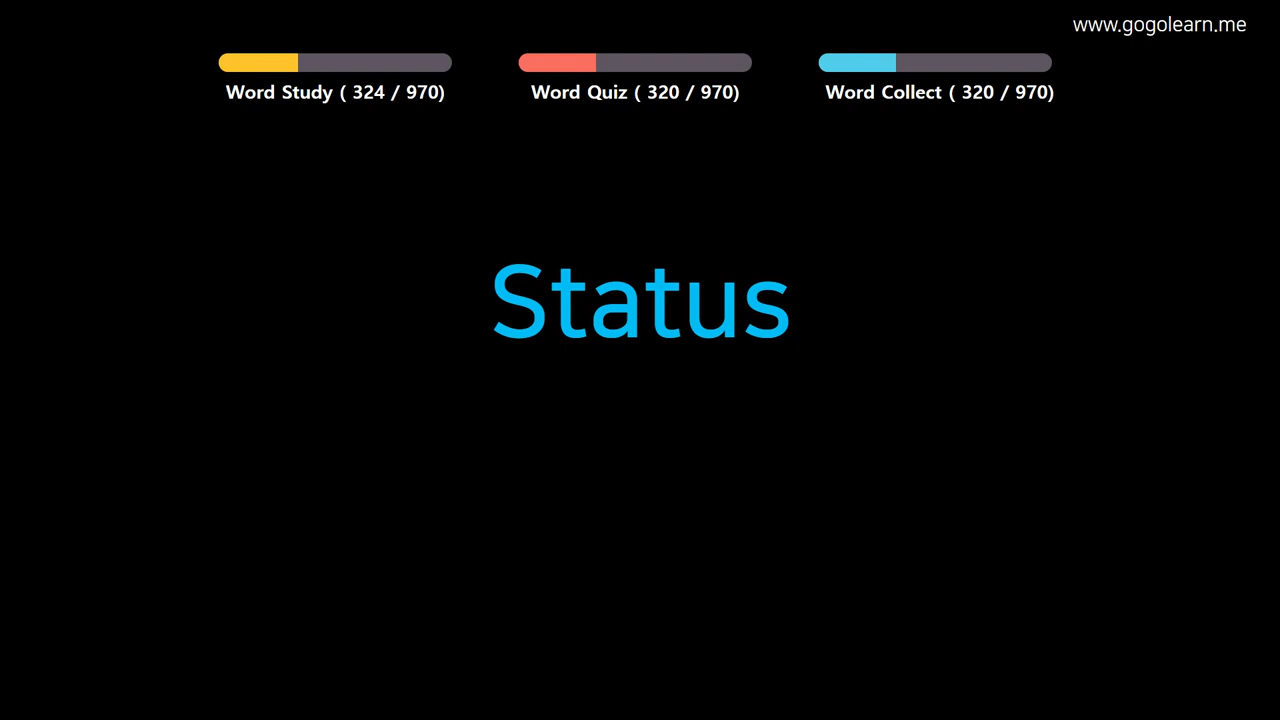 www.gogolearn.me
Word Study ( 324 / 970)
Word Quiz ( 320 / 970)
Word Collect ( 320 / 970)
Status